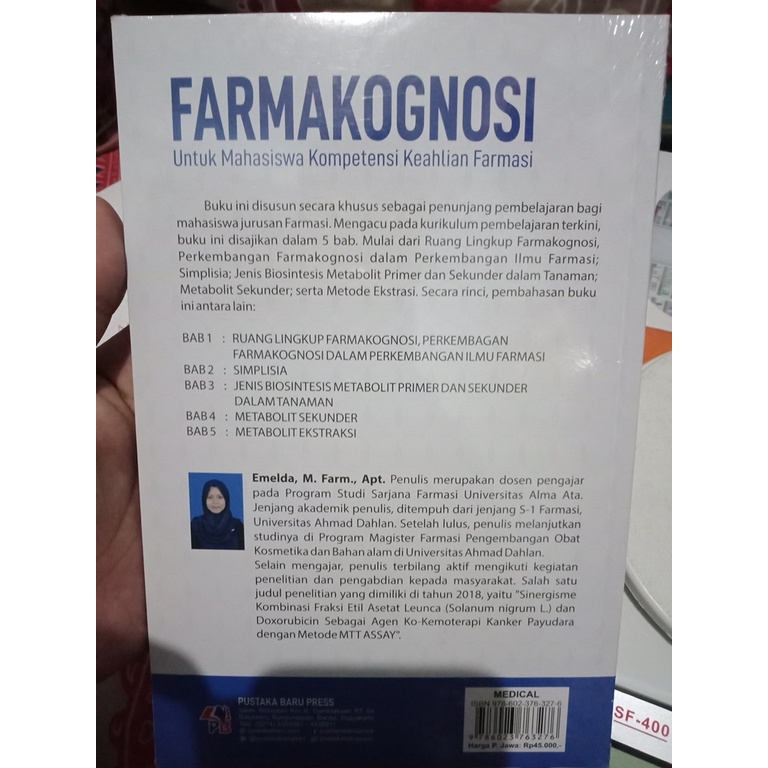 FARMAKOGNOSI
Untuk Mahasiswa Kompetensi Keahlian Farmasi
Buku ini disusun secara khusus sebagai penunjang pembelajaran bagi
mahasiswa jurusan Farmasi. Mengacu pada kurikulum pembelajaran terkini,
buku ini disajikan dalam 5 bab. Mulai dari Ruang Lingkup Farmakognosi,
Perkembangan Farmakognosi dalam Perkembangan Ilmu Farmasi;
Simplisia; Jenis Biosintesis Metabolit Primer dan Sekunder dalam Tanaman;
Metabolit Sekunder; serta Metode Ekstrasi. Secara rinci, pembahasan buku
ini antara lain:
BAB 1 : RUANG LINGKUP FARMAKOGNOSI, PERKEMBAGAN
FARMAKOGNOSI DALAM PERKEMBANGAN ILMU FARMASI
BAB 2 : SIMPLISIA
BAB 3 : JENIS BIOSINTESIS METABOLIT PRIMER DAN SEKUNDER
DALAM TANAMAN
BAB 4 : METABOLIT SEKUNDER
BAB 5 : METABOLIT EKSTRAKSI
Emelda, M. Farm., Apt. Penulis merupakan dosen pengajar
pada Program Studi Sarjana Farmasi Universitas Alma Ata.
Jenjang akademik penulis, ditempuh dari jenjang S-1 Farmasi,
Universitas Ahmad Dahlan. Setelah lulus, penulis melanjutkan
studinya di Program Magister Farmasi Pengembangan Obat
Kosmetika dan Bahan alam di Universitas Ahmad Dahlan.
Selain mengajar, penulis terbilang aktif mengikuti kegiatan
penelitian dan pengabdian kepada masyarakat. Salah satu
judul penelitian yang dimiliki di tahun 2018, yaitu "Sinergisme
Kombinasi Fraksi Etil Asetat Leunca (Solanum nigrum L.) dan
Doxorubicin Sebagai Agen Ko-Kemoterapi Kanker Payudara
dengan Metode MTT ASSAY".
PUSTAKA BARU PRESS
MEDICAL
ISBN 978-602-376-327-6
9 786023 763276
Harga P. Jawa: Rp45.000,-
SF-400